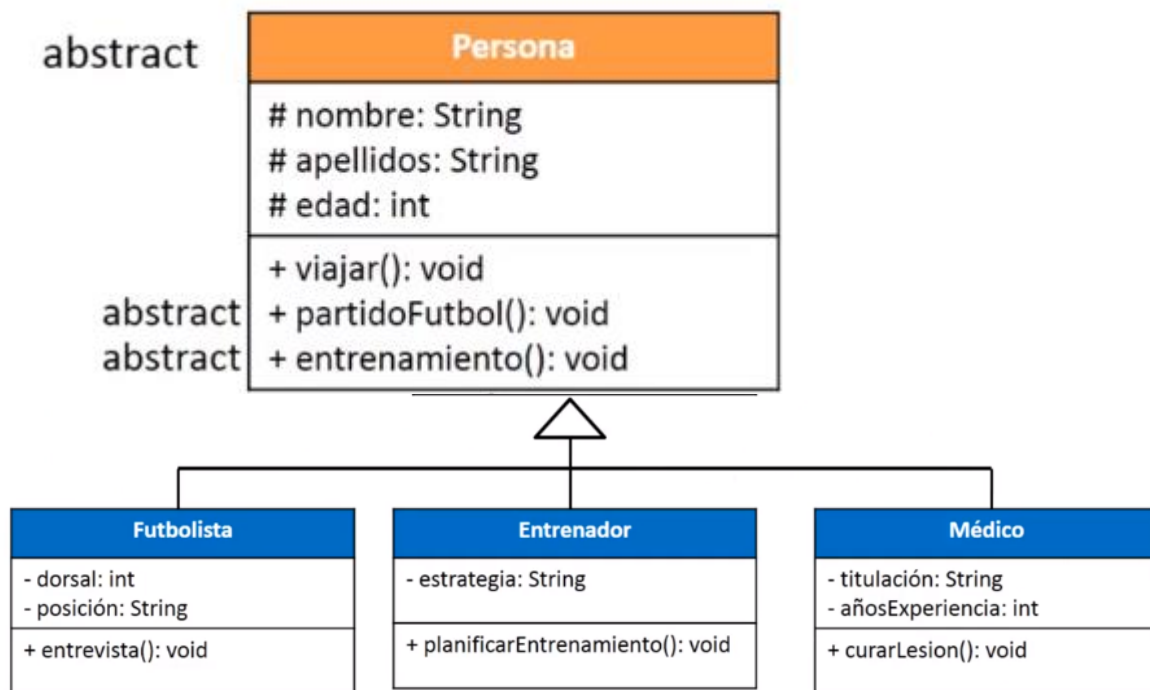 abstract
Persona
# nombre: String
# apellidos: String
# edad: int
+ viajar(): void
abstract + partidoFutbol(): void
abstract + entrenamiento(): void
Futbolista
- dorsal: int
- posición: String
+ entrevista(): void
Entrenador
- estrategia: String
+ planificarEntrenamiento(): void
Médico
- titulación: String
- añosExperiencia: int
+ curarLesion(): void